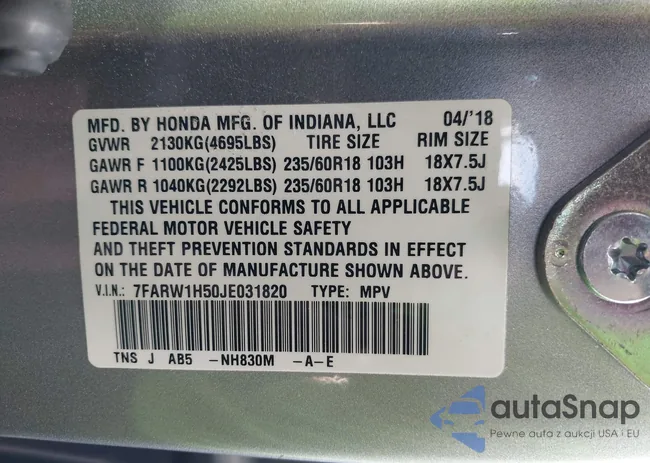 MFD. BY HONDA MFG. OF INDIANA, LLC 04/'18
GVWR 2130KG(4695LBS) TIRE SIZE RIM SIZE
GAWR F 1100KG(2425LBS) 235/60R18 103H 18X7.5J
GAWR R 1040KG(2292LBS) 235/60R18 103H 18X7.5J
THIS VEHICLE CONFORMS TO ALL APPLICABLE
FEDERAL MOTOR VEHICLE SAFETY
AND THEFT PREVENTION STANDARDS IN EFFECT
ON THE DATE OF MANUFACTURE SHOWN ABOVE.
V.I.N.: 7FARW1H50JE031820 TYPE: MPV
TNS J AB5 -NH830M -A-E
autaSnap
Pewne auta z aukcji USA i EU